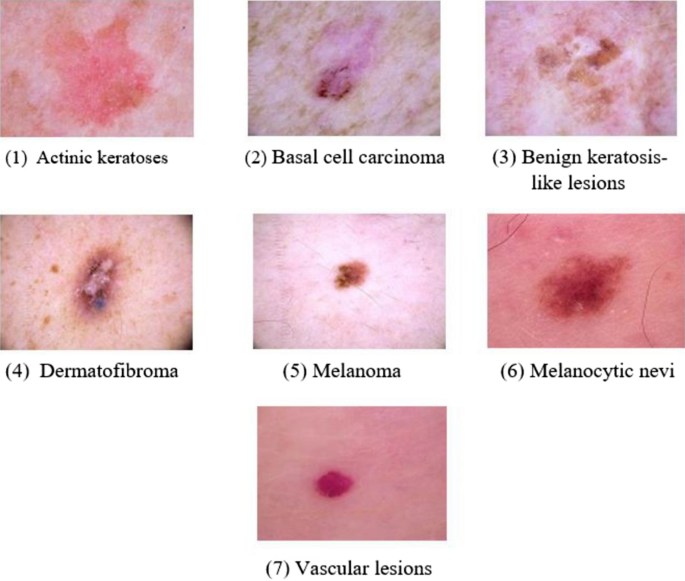 (1) Actinic keratoses
(2) Basal cell carcinoma
(3) Benign keratosis-
like lesions
(4) Dermatofibroma
(5) Melanoma
(6) Melanocytic nevi
(7) Vascular lesions